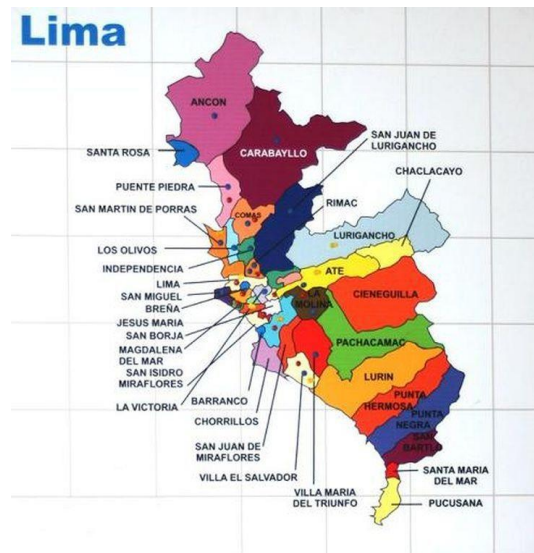 Lima
ANCON
SANTA ROSA
CARABAYLLO
SAN JUAN DE
LURIGANCHO
CHACLACAYO
PUENTE PIEDRA
SAN MARTIN DE PORRAS
COMAS
RIMAC
LURIGANCHO
LOS OLIVOS
INDEPENDENCIA
ATE
LIMA
LA
MOLINA
CIENEGUILLA
SAN MIGUEL
BREÑA
JESUS MARIA
SAN BORJA
PACHACAMAC
MAGDALENA
DEL MAR
SAN ISIDRO
MIRAFLORES
LURIN
LA VICTORIA
BARRANCO
CHORRILLOS
PUNTA
HERMOSA
PUNTA
NEGRA
SAN
BARTLO
SAN JUAN DE
MIRAFLORES
VILLA EL SALVADOR
VILLA MARIA
DEL TRIUNFO
SANTA MARIA
DEL MAR
PUCUSANA